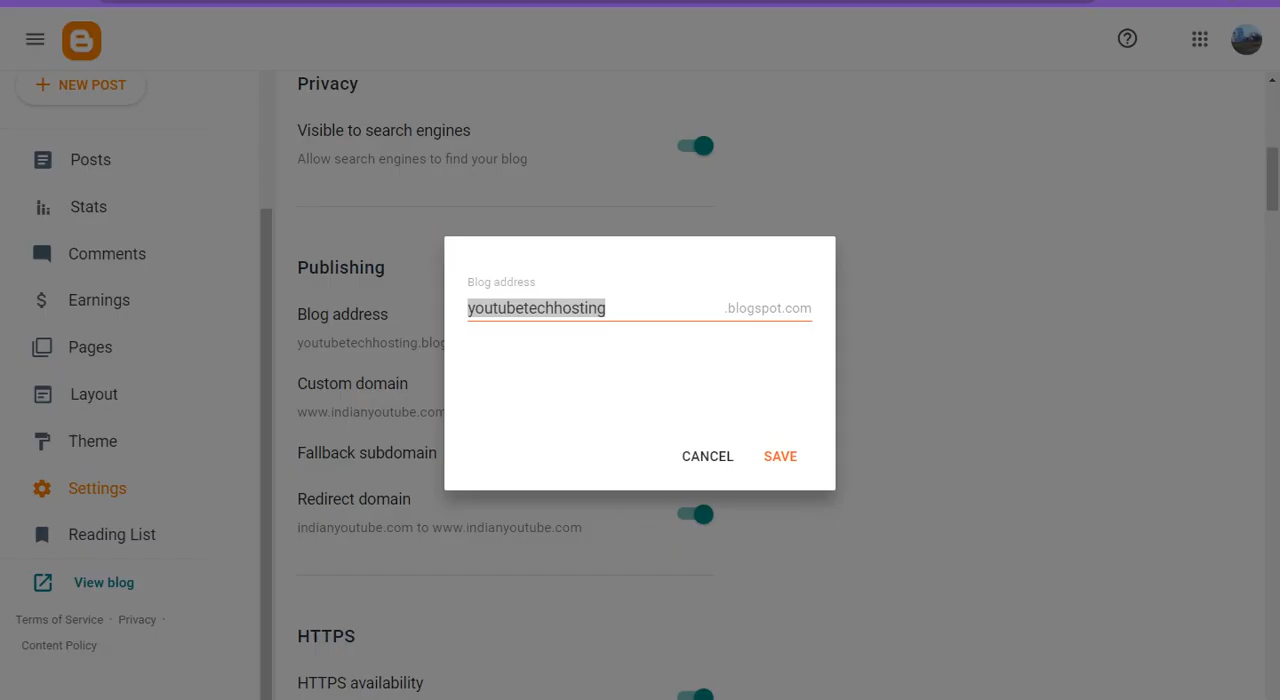 NEW POST
Posts
Stats
Comments
Earnings
Pages
Layout
Theme
Settings
Reading List
View blog
Terms of Service · Privacy ·
Content Policy
Privacy
Visible to search engines
Allow search engines to find your blog
Publishing
Blog address
youtubetechhosting.blog
Custom domain
www.indianyoutube.com
Fallback subdomain
Redirect domain
indianyoutube.com to www.indianyoutube.com
HTTPS
HTTPS availability
Blog address
youtubetechhosting .blogspot.com
CANCEL SAVE